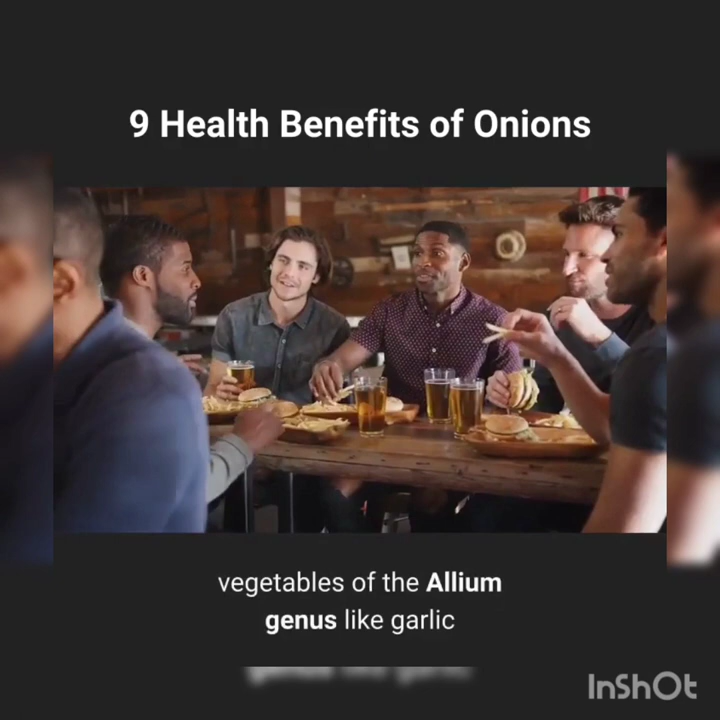 9 Health Benefits of Onions
vegetables of the Allium
genus like garlic
InShOt